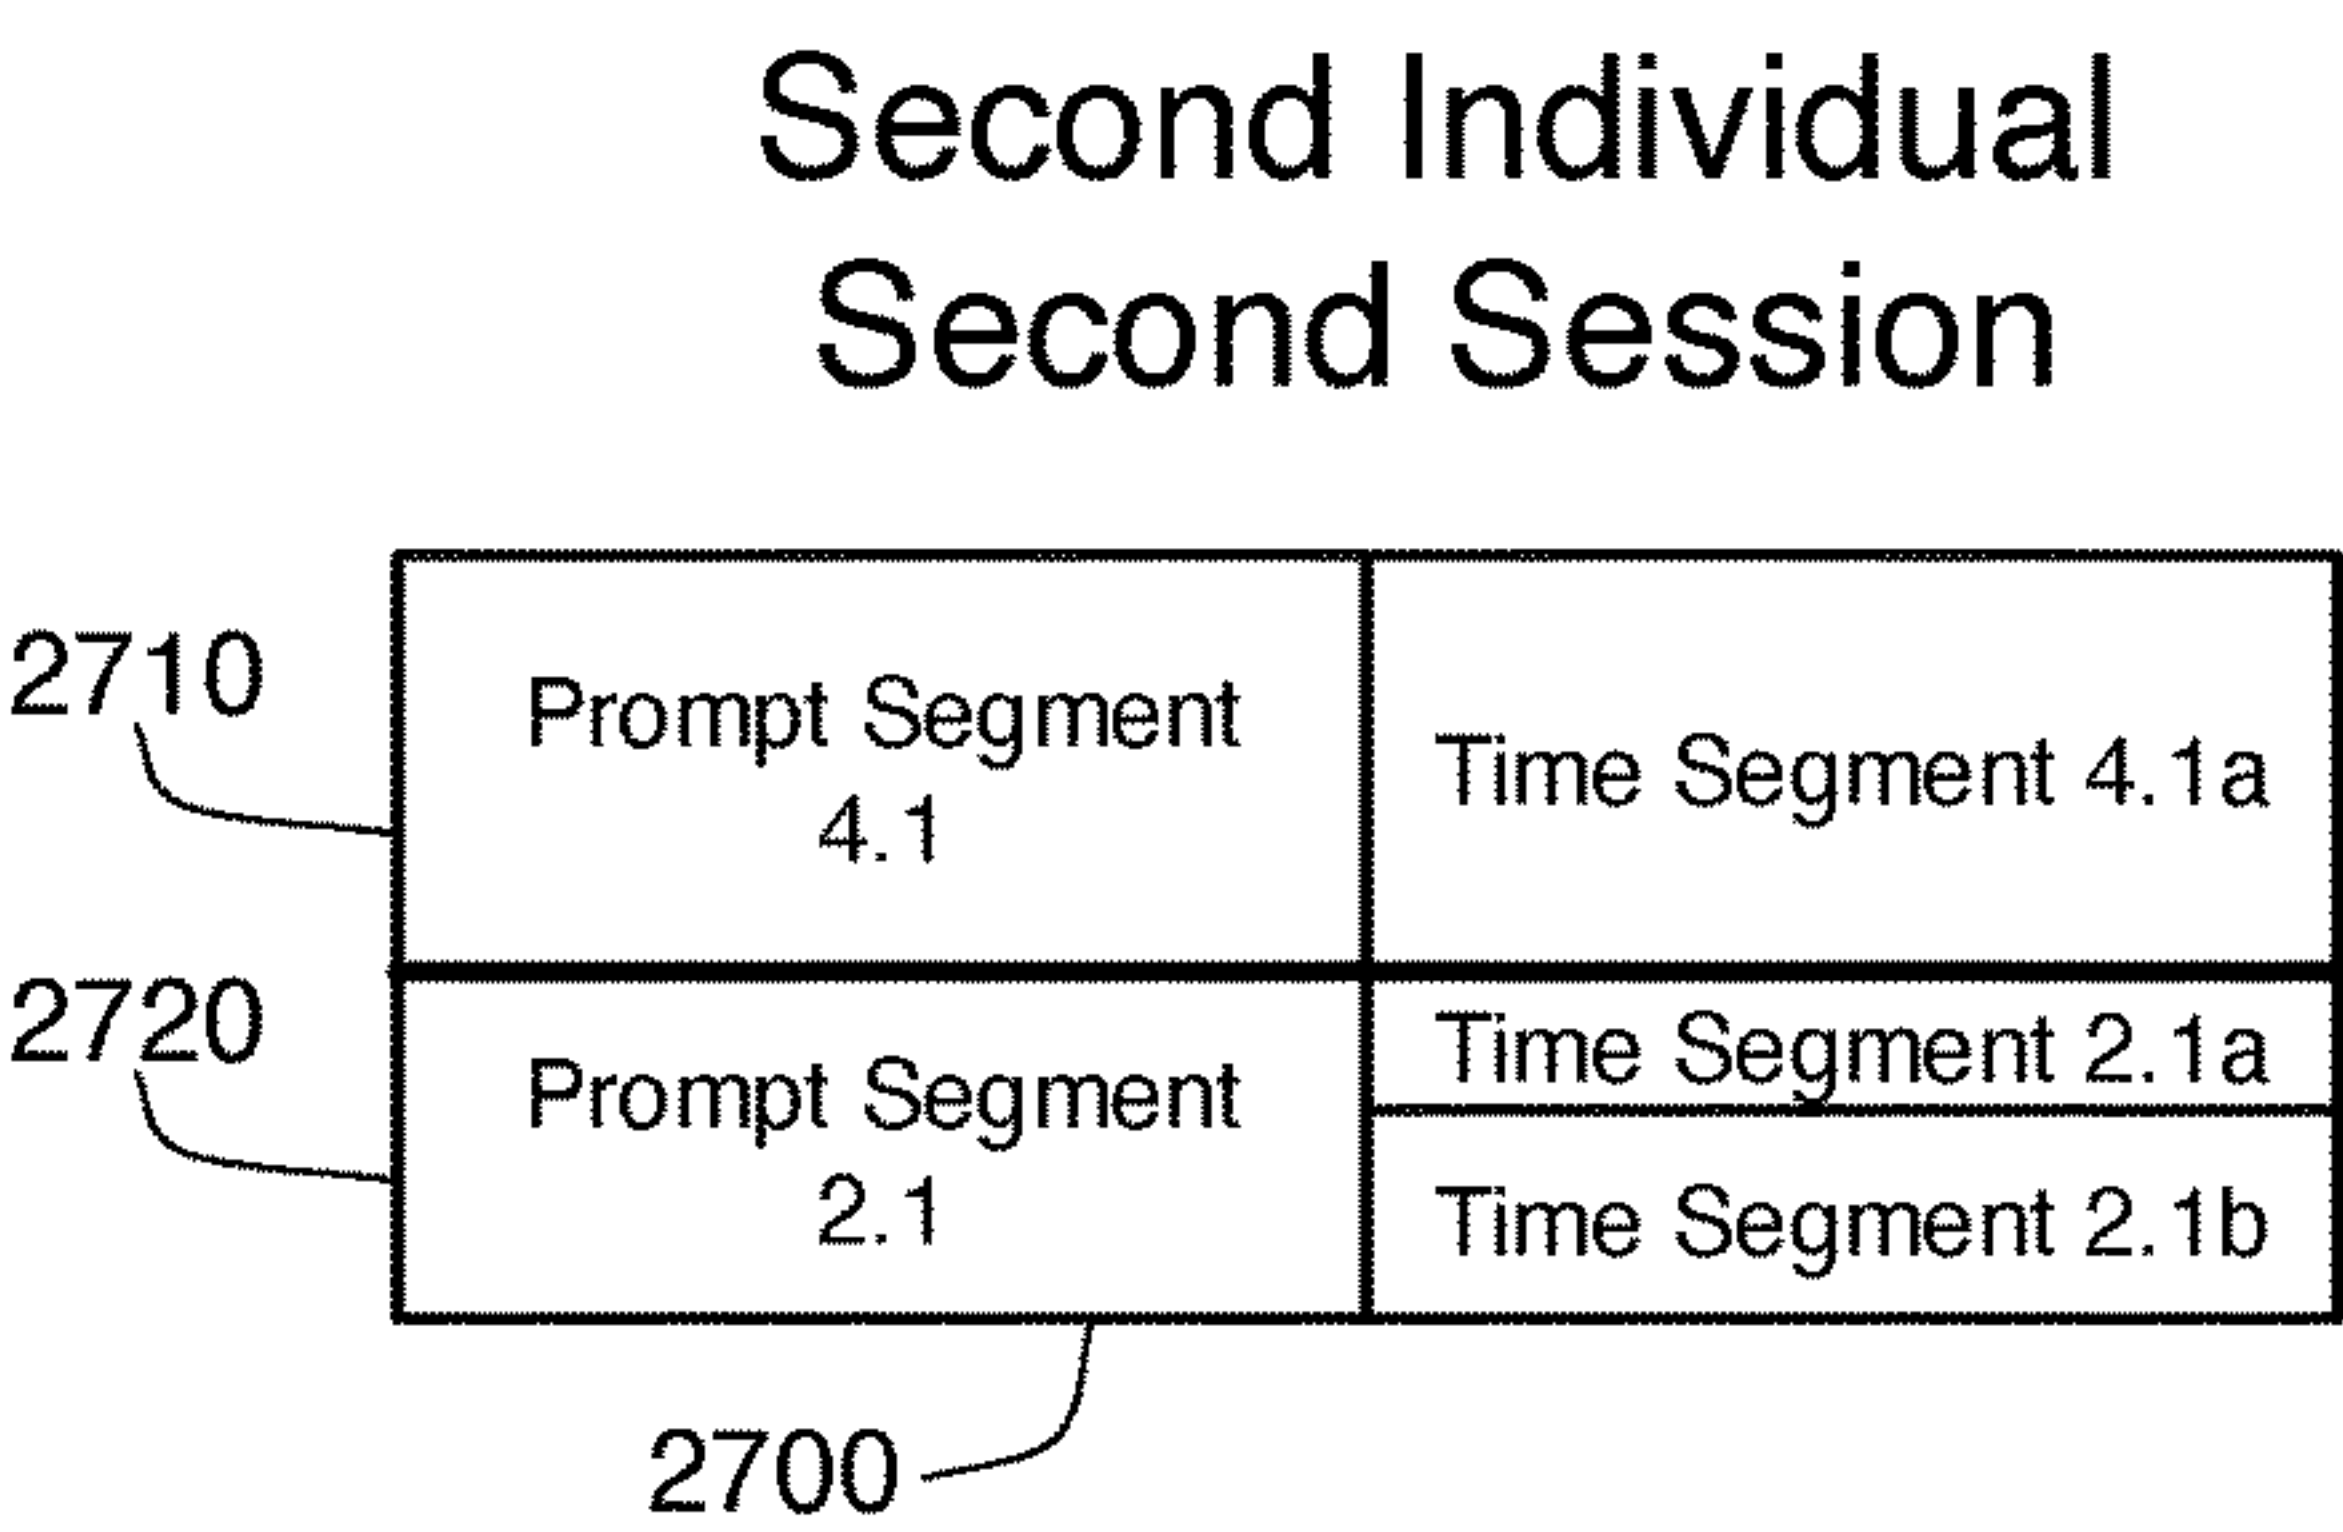 Second Individual
Second Session
2710
Prompt Segment
4.1
Time Segment 4.1a
2720
Prompt Segment
2.1
Time Segment 2.1a
Time Segment 2.1b
2700